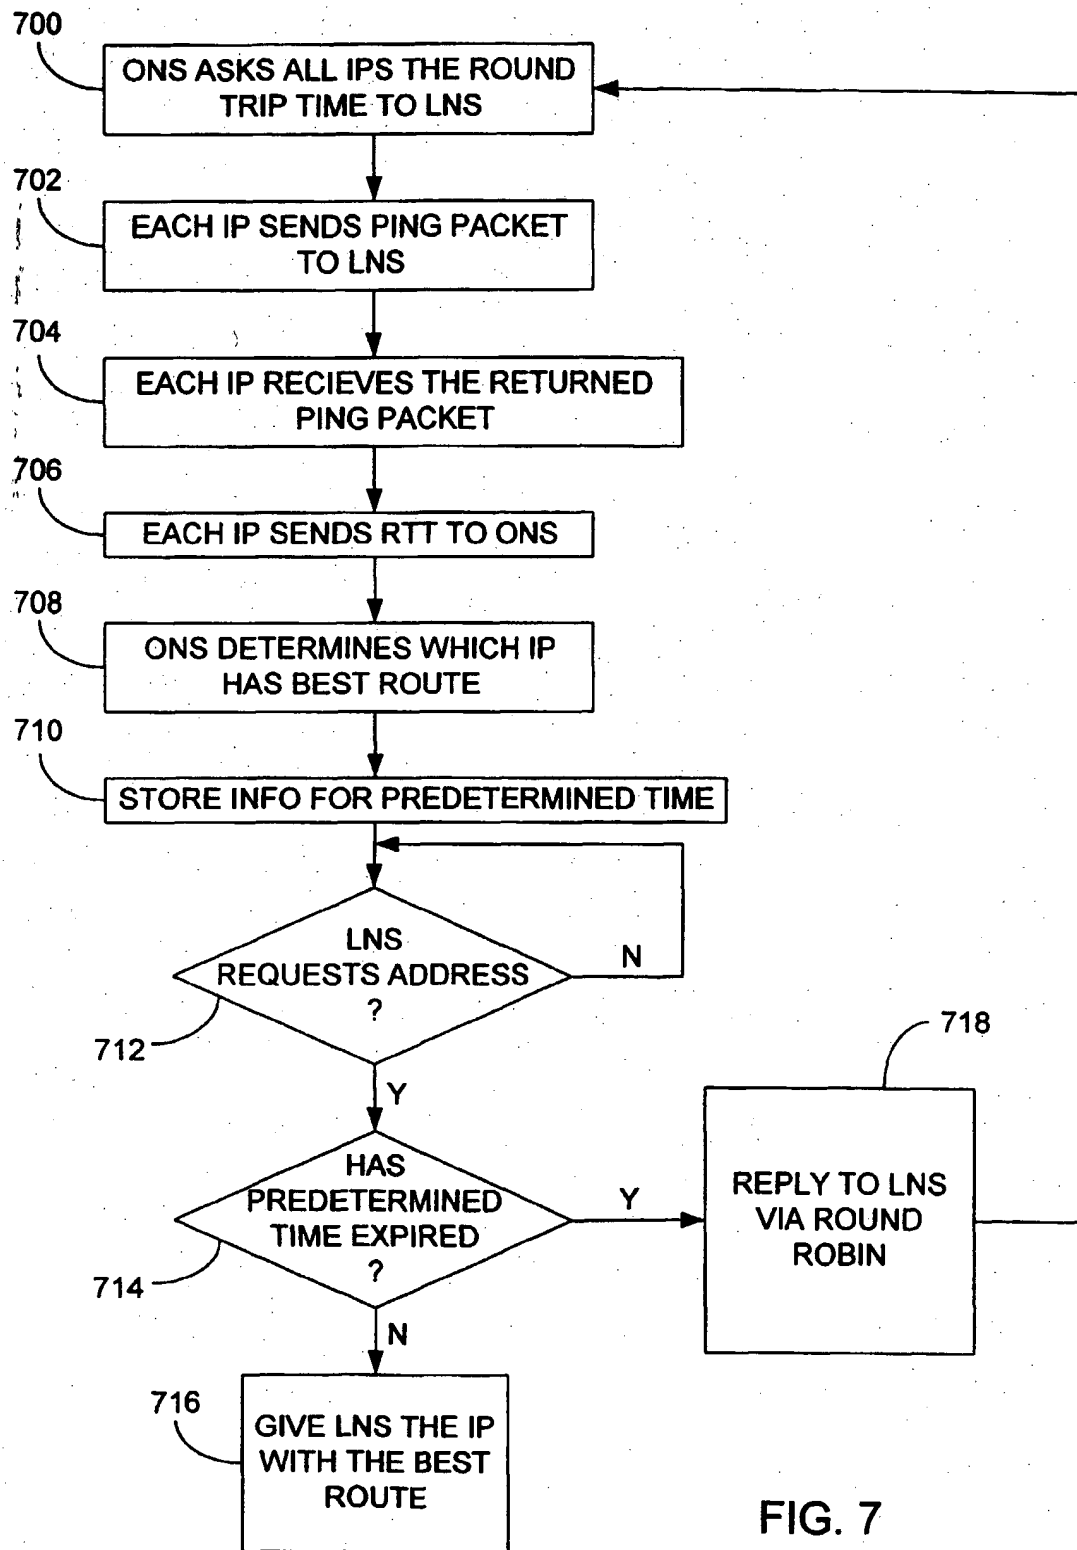 700
ONS ASKS ALL IPS THE ROUND
TRIP TIME TO LNS
702
EACH IP SENDS PING PACKET
TO LNS
704
EACH IP RECIEVES THE RETURNED
PING PACKET
706
EACH IP SENDS RTT TO ONS
708
ONS DETERMINES WHICH IP
HAS BEST ROUTE
710
STORE INFO FOR PREDETERMINED TIME
LNS
REQUESTS ADDRESS
?
N
712
Y
718
HAS
PREDETERMINED
TIME EXPIRED
?
Y
714
N
REPLY TO LNS
VIA ROUND
ROBIN
716
GIVE LNS THE IP
WITH THE BEST
ROUTE
FIG. 7